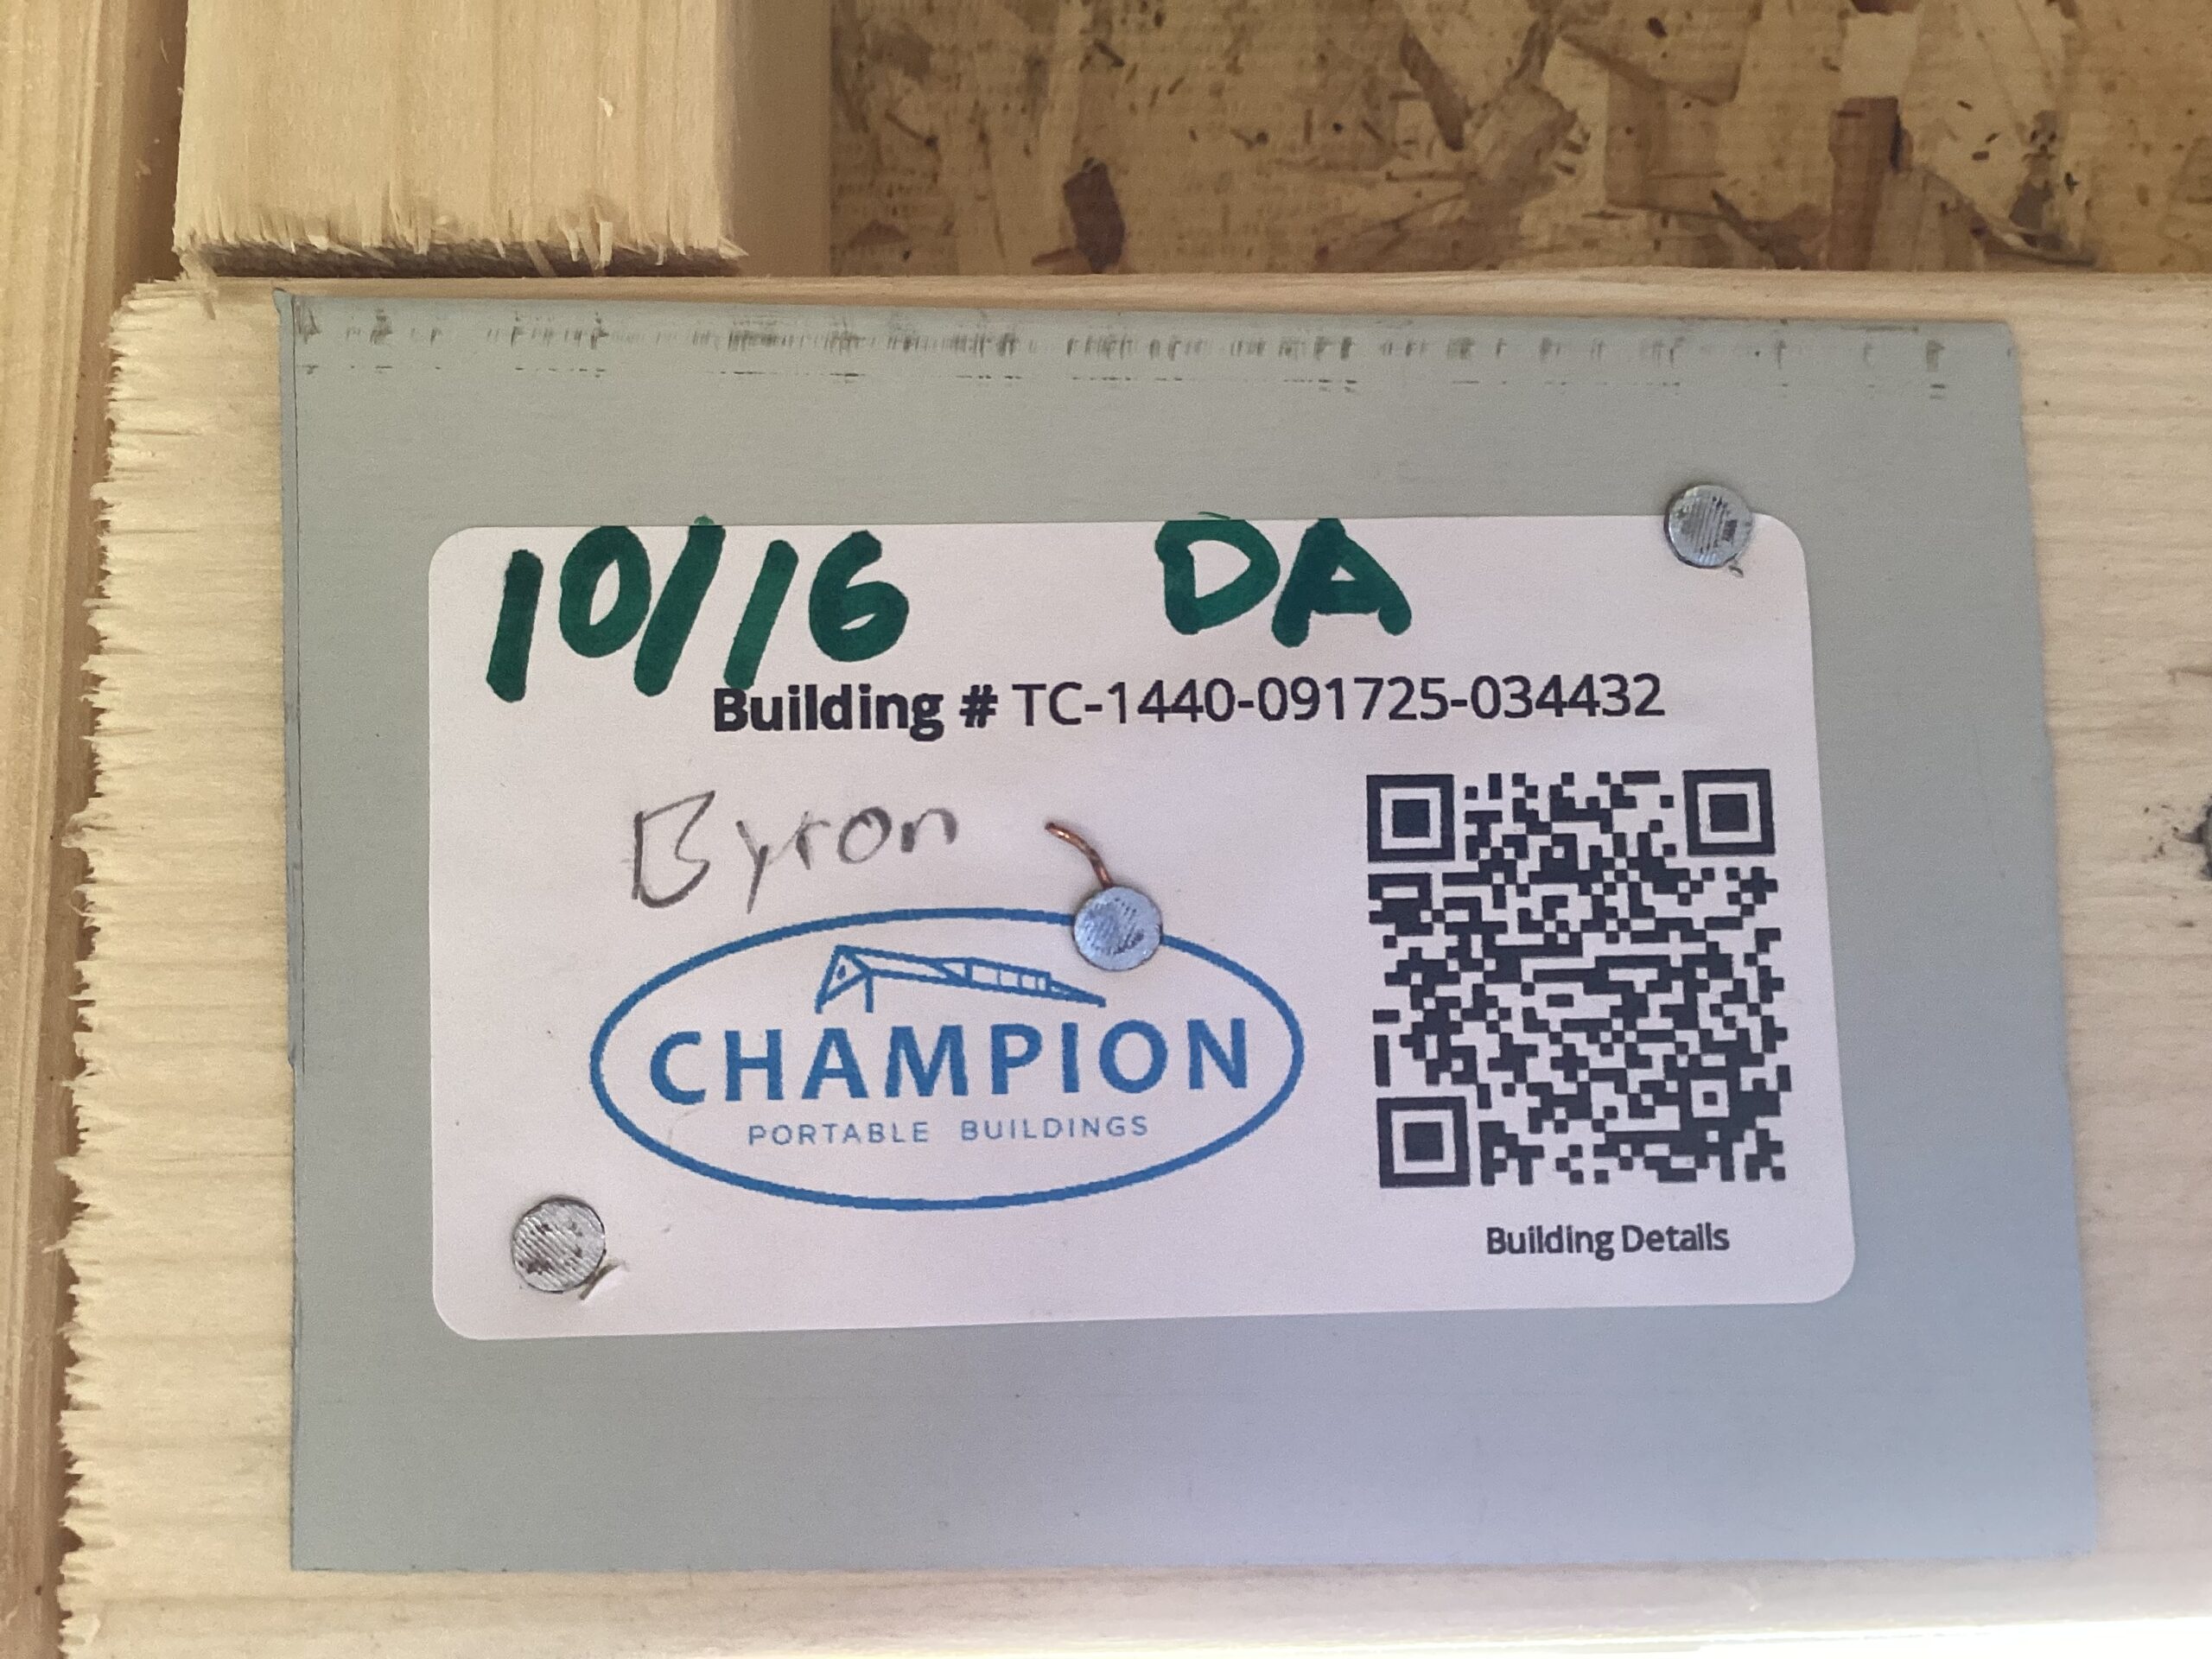 10/16 DA
Building # TC-1440-091725-034432
Byron
CHAMPION
PORTABLE BUILDINGS
Building Details